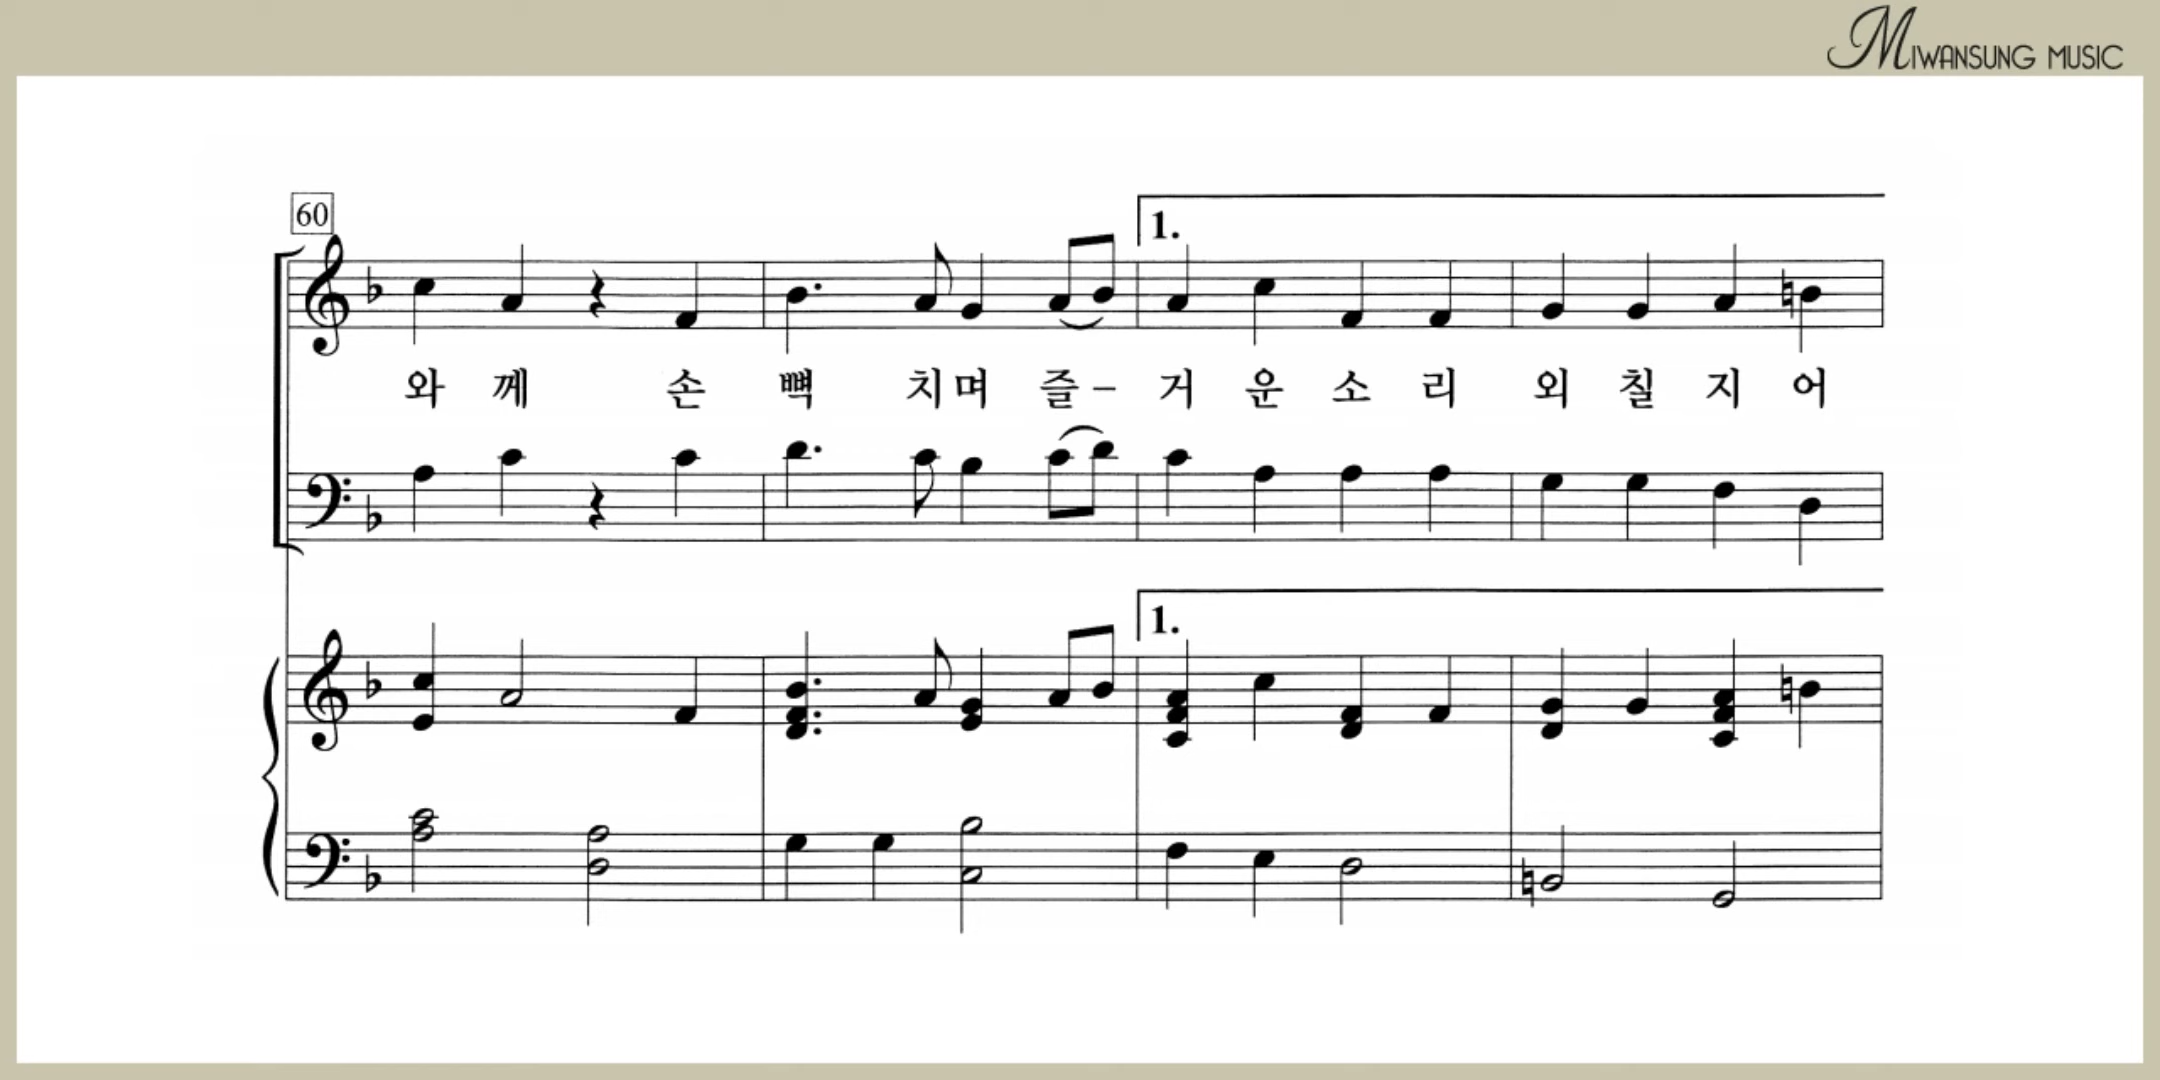 MIWANSUNG MUSIC
60
1.
와 께 손 뼉 치 며 즐 – 거 운 소 리 외 칠 지 어
1.